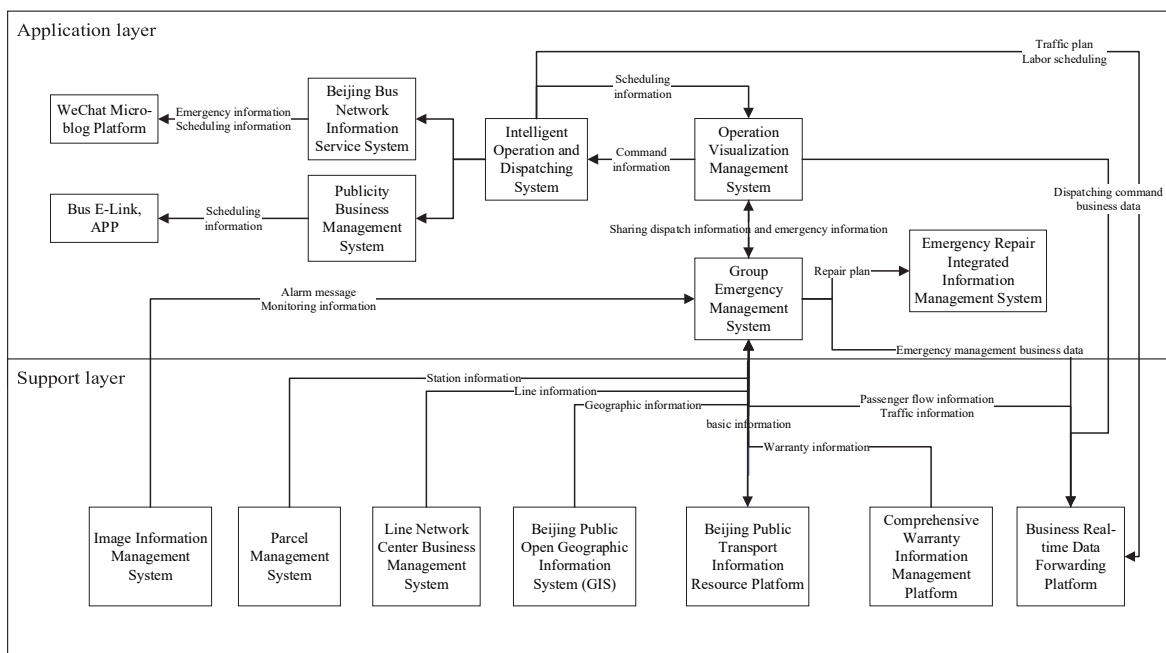 Application layer
Traffic plan
Labor scheduling
Scheduling
information
WeChat Micro-
blog Platform
Emergency information
Scheduling information
Beijing Bus
Network
Information
Service System
Intelligent
Operation and
Dispatching
System
Command
information
Operation
Visualization
Management
System
Bus E-Link,
APP
Scheduling
information
Publicity
Business
Management
System
Dispatching command
business data
Sharing dispatch information and emergency information
Emergency Repair
Integrated
Information
Management System
Repair plan
Group
Emergency
Management
System
Alarm message
Monitoring information
Emergency management business data
Support layer
Station information
Line information
Geographic information
Passenger flow information
Traffic information
basic information
Warranty information
Image Information
Management
System
Parcel
Management
System
Line Network
Center Business
Management
System
Beijing Public
Open Geographic
Information
System (GIS)
Beijing Public
Transport
Information
Resource Platform
Comprehensive
Warranty
Information
Management
Platform
Business Real-
time Data
Forwarding
Platform